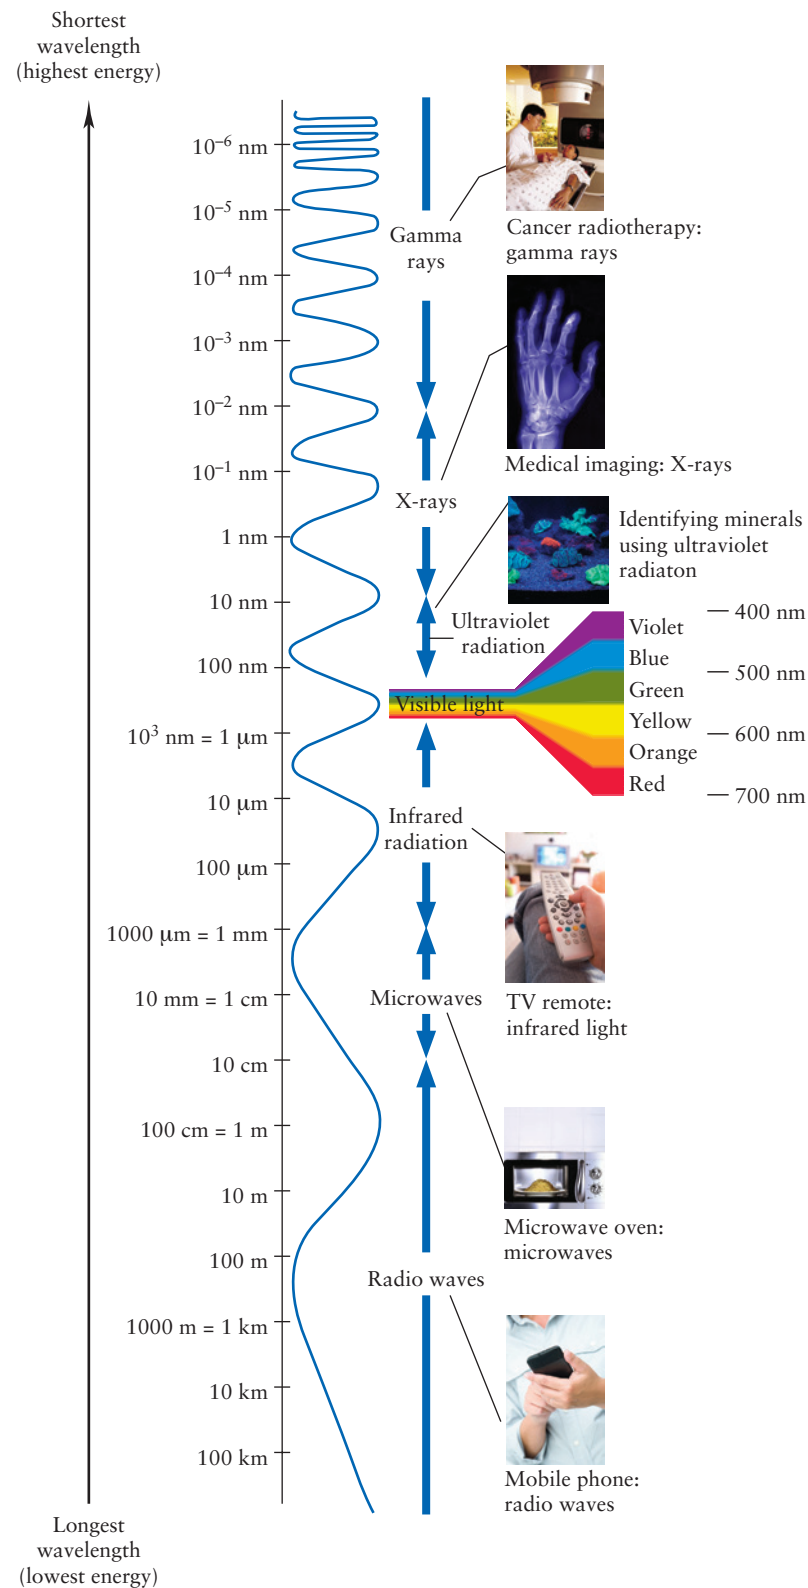 Shortest
wavelength
(highest energy)
10⁻⁶ nm
10⁻⁵ nm
10⁻⁴ nm
10⁻³ nm
10⁻² nm
10⁻¹ nm
1 nm
10 nm
100 nm
10³ nm = 1 μm
10 μm
100 μm
1000 μm = 1 mm
10 mm = 1 cm
10 cm
100 cm = 1 m
10 m
100 m
1000 m = 1 km
10 km
100 km
Longest
wavelength
(lowest energy)
Gamma
rays
X-rays
Ultraviolet
radiation
Visible light
Infrared
radiation
Microwaves
Radio waves
Cancer radiotherapy:
gamma rays
Medical imaging: X-rays
Identifying minerals
using ultraviolet
radiaton
Violet
Blue
Green
Yellow
Orange
Red
400 nm
500 nm
600 nm
700 nm
TV remote:
infrared light
Microwave oven:
microwaves
Mobile phone:
radio waves